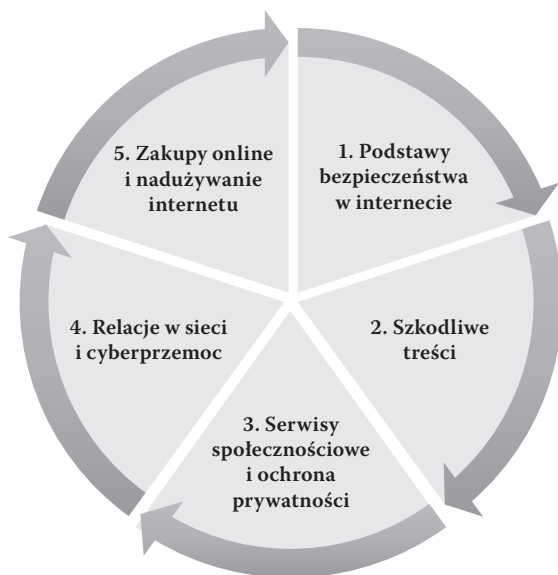 1. Podstawy
bezpieczeństwa
w internecie
2. Szkodliwe
treści
3. Serwisy
społecznościowe
i ochrona
prywatności
4. Relacje w sieci
i cyberprzemoc
5. Zakupy online
i nadużywanie
internetu